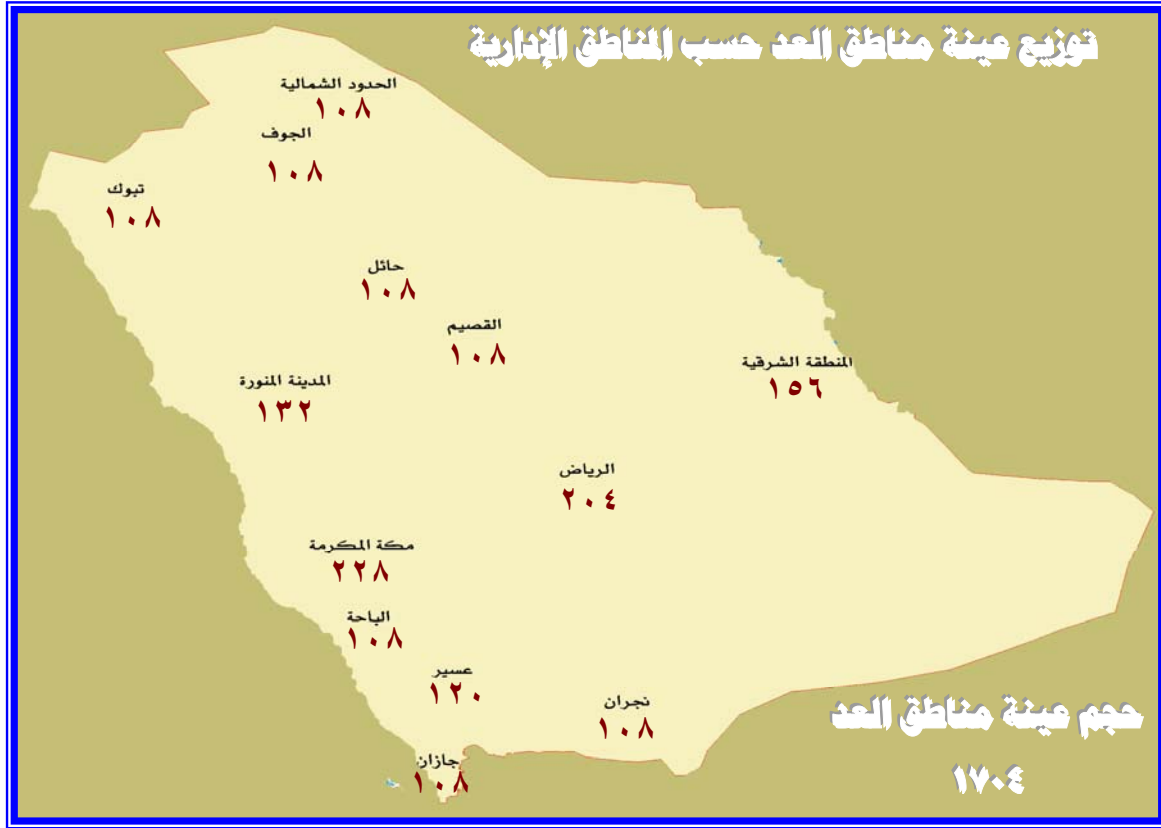 توزيع عينة مناطق العد حسب المناطق الإدارية
الحدود الشمالية
١٠٨
الجوف
١٠٨
تبوك
١٠٨
حائل
١٠٨
القصيم
١٠٨
المنطقة الشرقية
١٥٦
المدينة المنورة
١٣٢
الرياض
٢٠٤
مكة المكرمة
٢٢٨
الباحة
١٠٨
عسير
١٢٠
نجران
١٠٨
جازان
١٠٨
حجم عينة مناطق العد
١٧٠٤